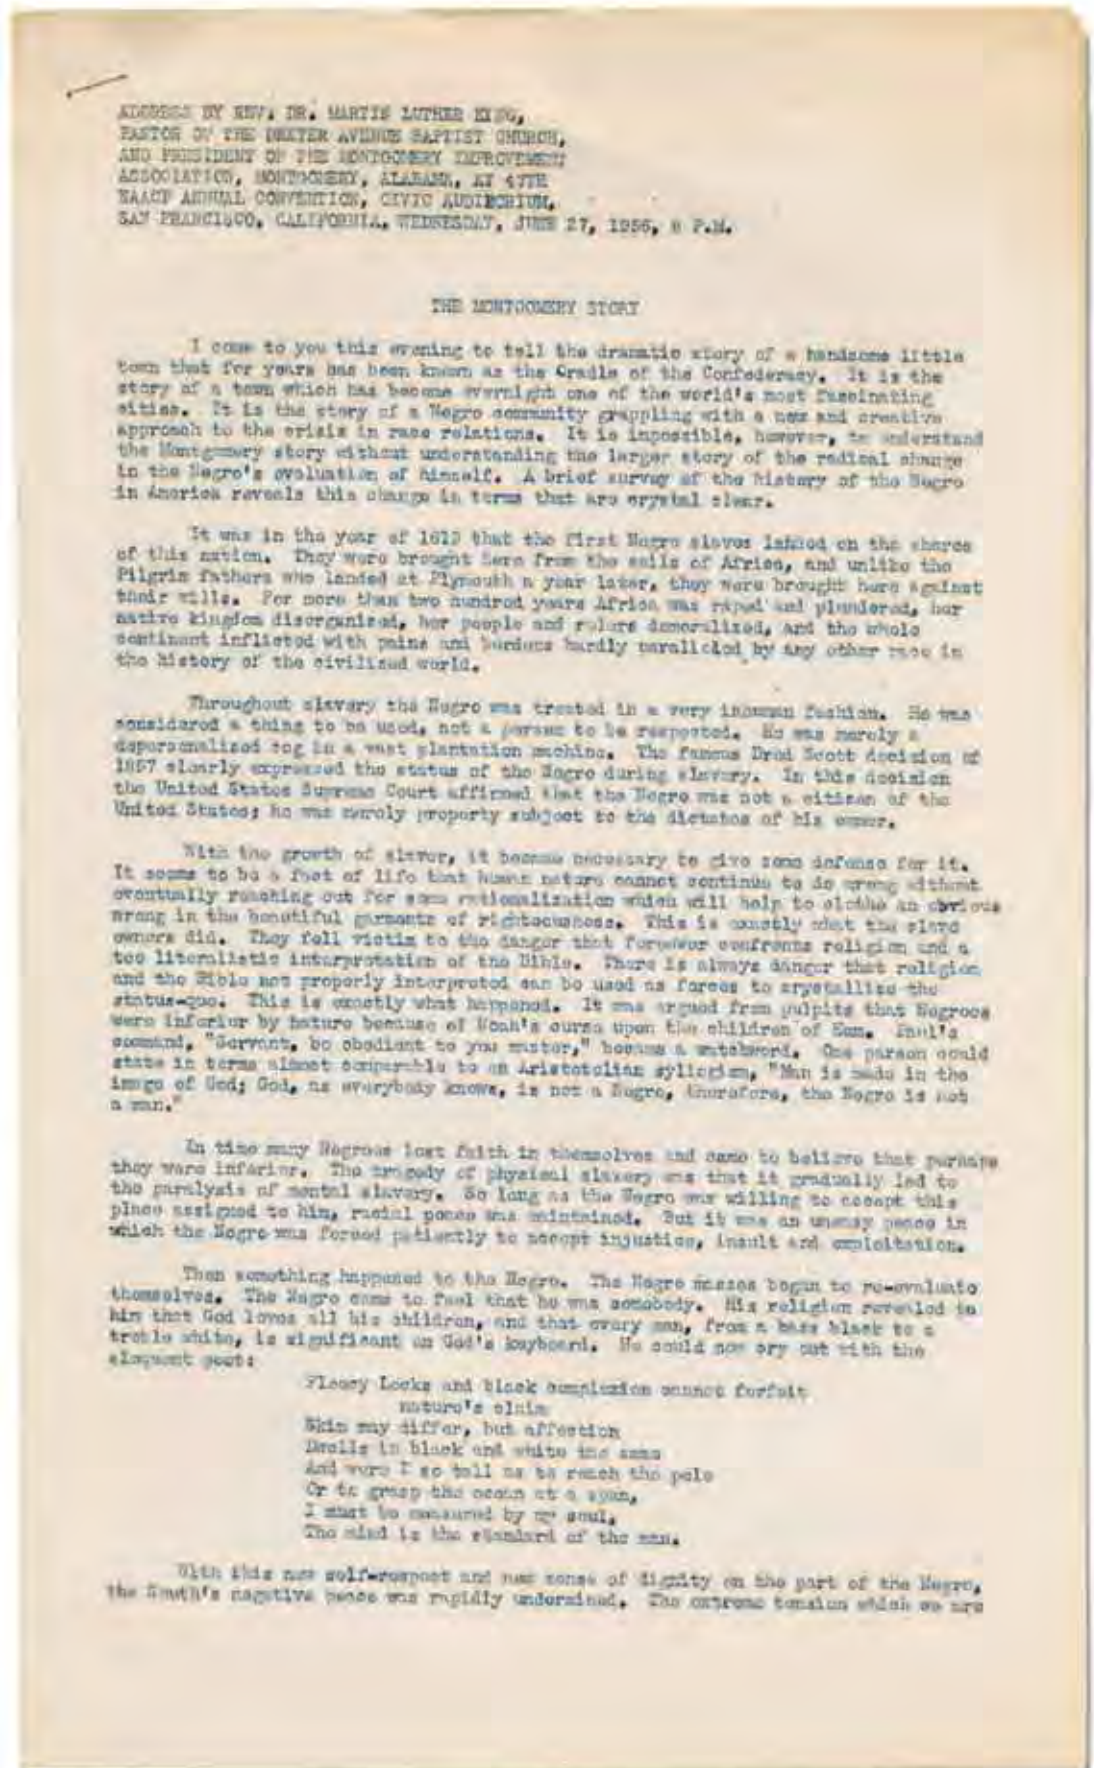 ADDRESS BY REV. DR. MARTIN LUTHER KING,
PASTOR OF THE DEXTER AVENUE BAPTIST CHURCH,
AND PRESIDENT OF THE MONTGOMERY IMPROVEMENT
ASSOCIATION, MONTGOMERY, ALABAMA, AT 47TH
NAACP ANNUAL CONVENTION, CIVIC AUDITORIUM,
SAN FRANCISCO, CALIFORNIA, WEDNESDAY, JUNE 27, 1956, 8 P.M.
THE MONTGOMERY STORY
I come to you this evening to tell the dramatic story of a handsome little
town that for years has been known as the Cradle of the Confederacy. It is the
story of a town which has become overnight one of the world's most fascinating
cities. It is the story of a Negro community grappling with a new and creative
approach to the crisis in race relations. It is impossible, however, to understand
the Montgomery story without understanding the larger story of the radical change
in the Negro's evaluation of himself. A brief survey of the history of the Negro
in America reveals this change in terms that are crystal clear.
It was in the year of 1619 that the first Negro slaves landed on the shores
of this nation. They were brought here from the soils of Africa, and unlike the
Pilgrim fathers who landed at Plymouth a year later, they were brought here against
their wills. For more than two hundred years Africa was raped and plundered, her
native kingdom disorganized, her people and rulers demoralized, and the whole
continent inflicted with pains and burdens hardly paralleled by any other race in
the history of the civilized world.
Throughout slavery the Negro was treated in a very inhuman fashion. He was
considered a thing to be used, not a person to be respected. He was merely a
depersonalized cog in a vast plantation machine. The famous Dred Scott decision of
1857 clearly expressed the status of the Negro during slavery. In this decision
the United States Supreme Court affirmed that the Negro was not a citizen of the
United States; he was merely property subject to the dictates of his owner.
With the growth of slaver, it became necessary to give some defense for it.
It seems to be a fact of life that human nature cannot continue to do wrong without
eventually reaching out for some rationalization which will help to clothe an obvious
wrong in the beautiful garments of righteousness. This is exactly what the slave
owners did. They fell victim to the danger that forever confronts religion and a
too literalistic interpretation of the Bible. There is always danger that religion
and the Bible not properly interpreted can be used as forces to crystallize the
status-quo. This is exactly what happened. It was argued from pulpits that Negroes
were inferior by nature because of Noah's curse upon the children of Ham. Paul's
command, "Servant, be obedient to you master," became a watchword. One parson could
state in terms almost comparable to an Aristotelian syllogism, "Man is made in the
image of God; God, as everybody knows, is not a Negro, therefore, the Negro is not
a man."
In time many Negroes lost faith in themselves and came to believe that perhaps
they were inferior. The tragedy of physical slavery was that it gradually led to
the paralysis of mental slavery. So long as the Negro was willing to accept this
place assigned to him, racial peace was maintained. But it was an uneasy peace in
which the Negro was forced patiently to accept injustice, insult and exploitation.
Then something happened to the Negro. The Negro masses began to re-evaluate
themselves. The Negro came to feel that he was somebody. His religion revealed to
him that God loves all his children, and that every man, from a bass black to a
treble white, is significant on God's keyboard. He could now cry out with the
eloquent poet:
Fleecy Locks and black complexion cannot forfeit
nature's claim
Skin may differ, but affection
Dwells in black and white the same
And were I so tall as to reach the pole
Or to grasp the ocean at a span,
I must be measured by my soul,
The mind is the standard of the man.
With this new self-respect and new sense of dignity on the part of the Negro,
the South's negative peace was rapidly undermined. The extreme tension which we are